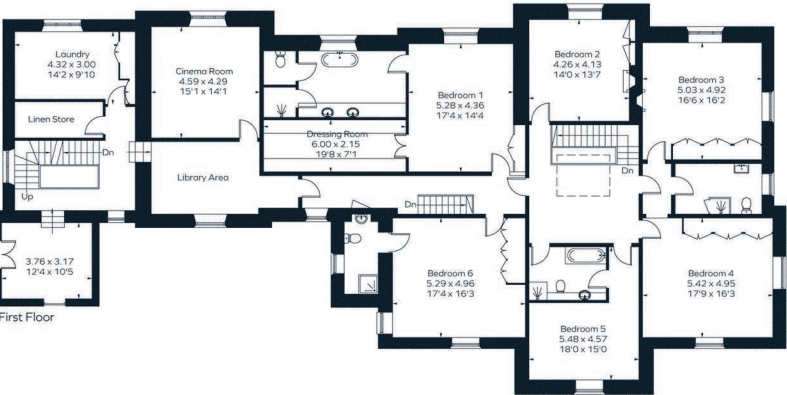 Laundry
4.32 x 3.00
14'2 x 9'10
Linen Store
Dn
Up
3.76 x 3.17
12'4 x 10'5
First Floor
Cinema Room
4.59 x 4.29
15'1 x 14'1
Library Area
Dressing Room
6.00 x 2.15
19'8 x 7'1
Bedroom 1
5.28 x 4.36
17'4 x 14'4
Dn
Bedroom 2
4.26 x 4.13
14'0 x 13'7
Dn
Bedroom 3
5.03 x 4.92
16'6 x 16'2
Bedroom 6
5.29 x 4.96
17'4 x 16'3
Bedroom 5
5.48 x 4.57
18'0 x 15'0
Bedroom 4
5.42 x 4.95
17'9 x 16'3